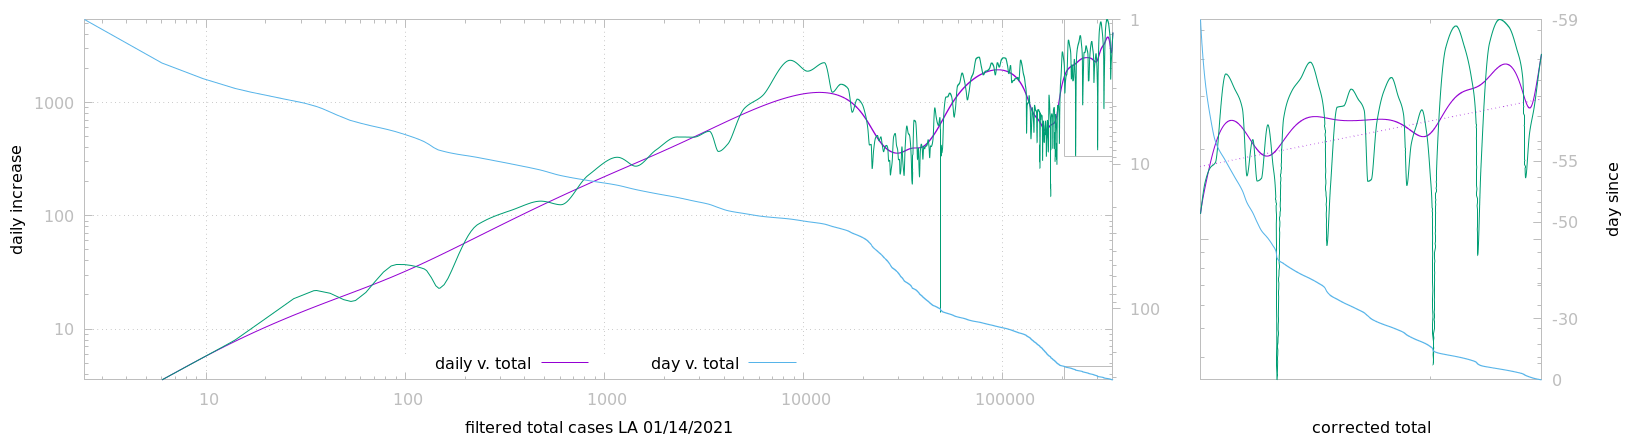 daily increase
1000
100
10
10
100
1000
10000
100000
filtered total cases LA 01/14/2021
daily v. total
day v. total
1
10
100
-59
-55
-50
-30
0
day since
corrected total